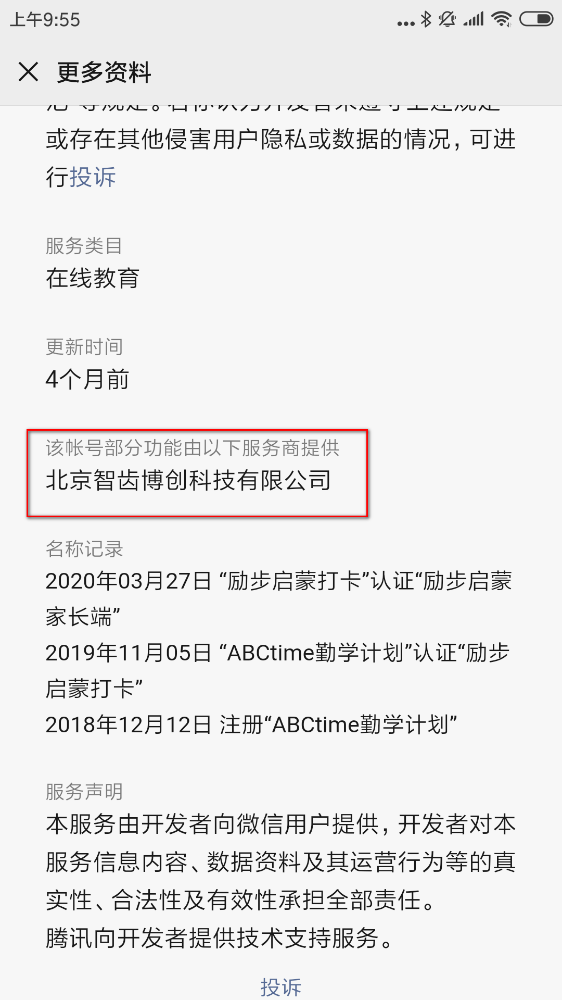 上午9:55
更多资料
或存在其他侵害用户隐私或数据的情况，可进
行投诉
服务类目
在线教育
更新时间
4个月前
该帐号部分功能由以下服务商提供
北京智齿博创科技有限公司
名称记录
2020年03月27日 “励步启蒙打卡”认证“励步启蒙
家长端”
2019年11月05日 “ABCtime勤学计划”认证“励步
启蒙打卡”
2018年12月12日 注册“ABCtime勤学计划”
服务声明
本服务由开发者向微信用户提供，开发者对本
服务信息内容、数据资料及其运营行为等的真
实性、合法性及有效性承担全部责任。
腾讯向开发者提供技术支持服务。
投诉